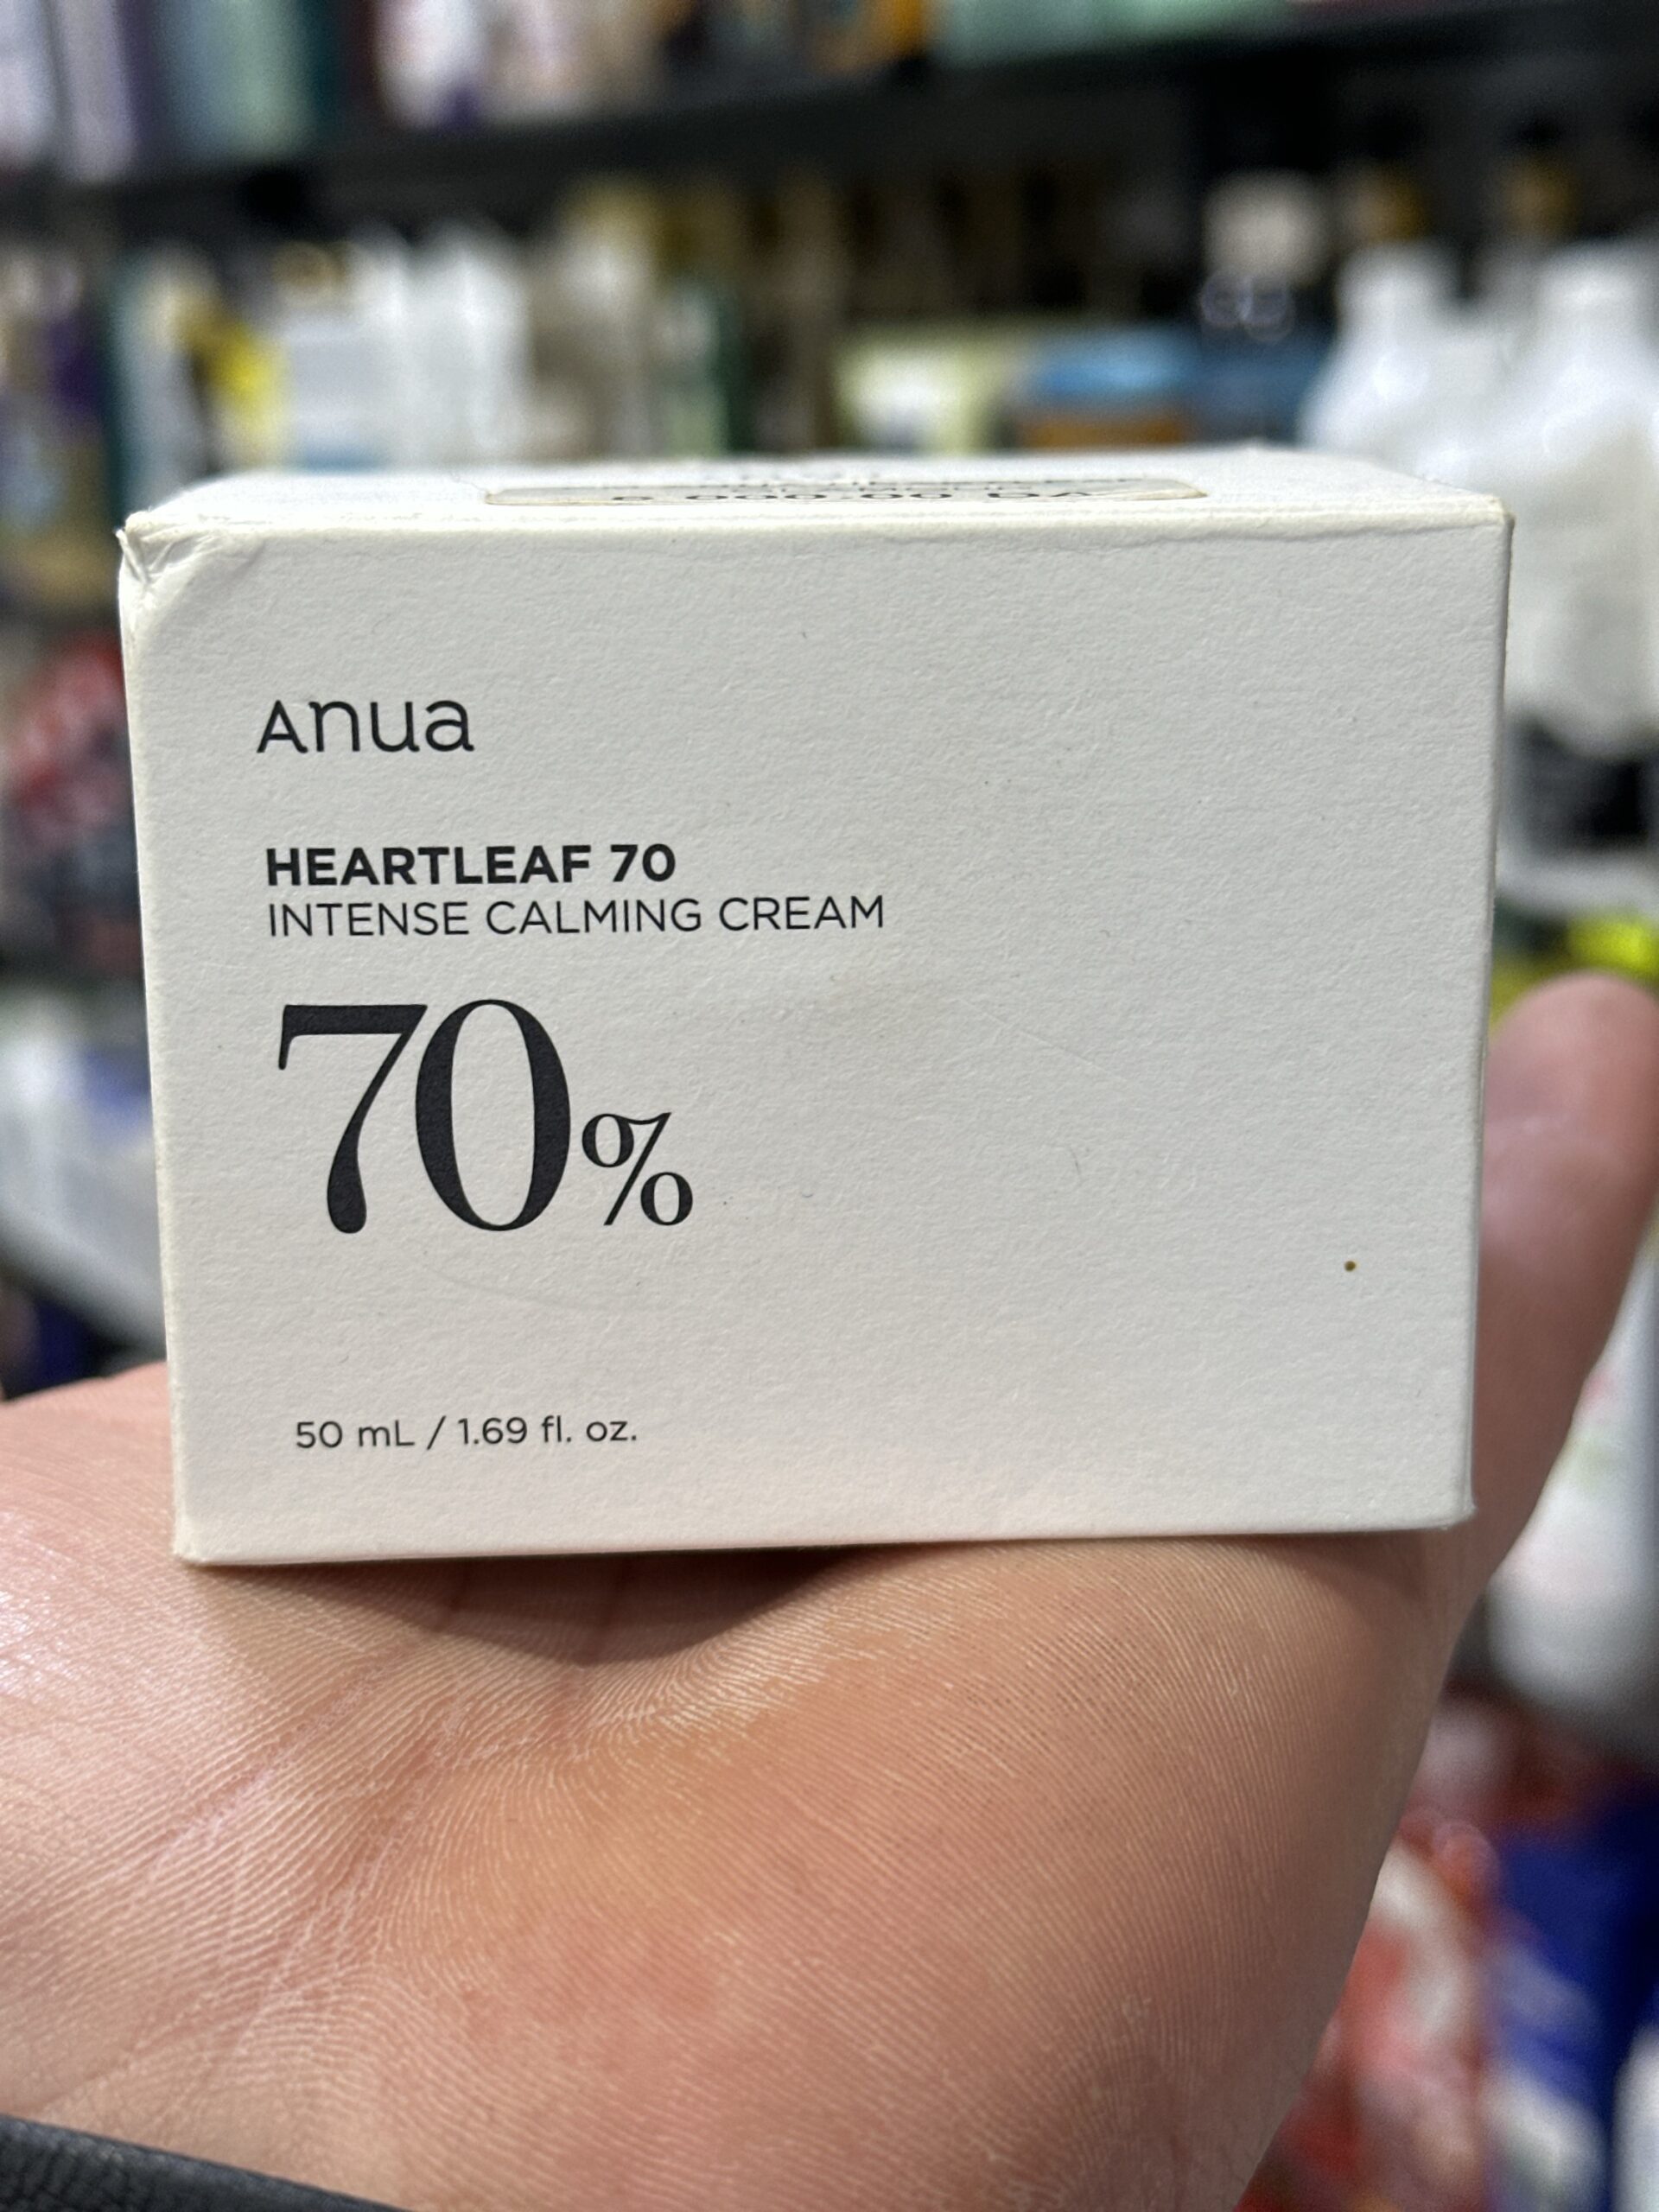 Anua
HEARTLEAF 70
INTENSE CALMING CREAM
70%
50 mL / 1.69 fl. oz.